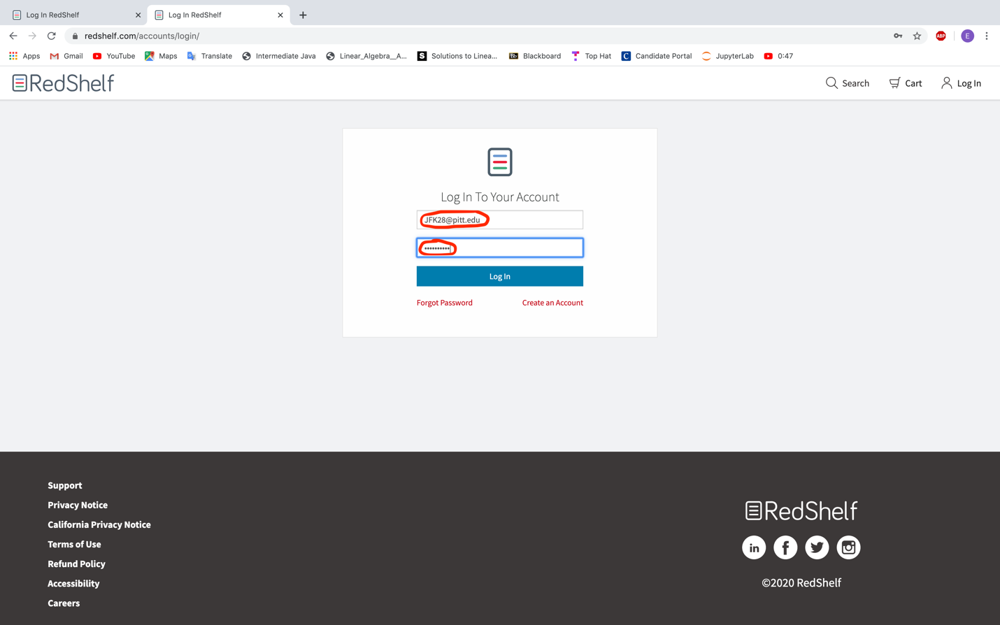 Log In RedShelf
Log In RedShelf
redshelf.com/accounts/login/
ABP
E
Apps Gmail YouTube Maps Translate Intermediate Java Linear_Algebra__A... S Solutions to Linea... Bb Blackboard Top Hat C Candidate Portal JupyterLab 0:47
RedShelf
Search Cart Log In
Log In To Your Account
JFK28@pitt.edu
••••••••••
Log In
Forgot Password Create an Account
Support
Privacy Notice
California Privacy Notice
Terms of Use
Refund Policy
Accessibility
Careers
RedShelf
in f
©2020 RedShelf